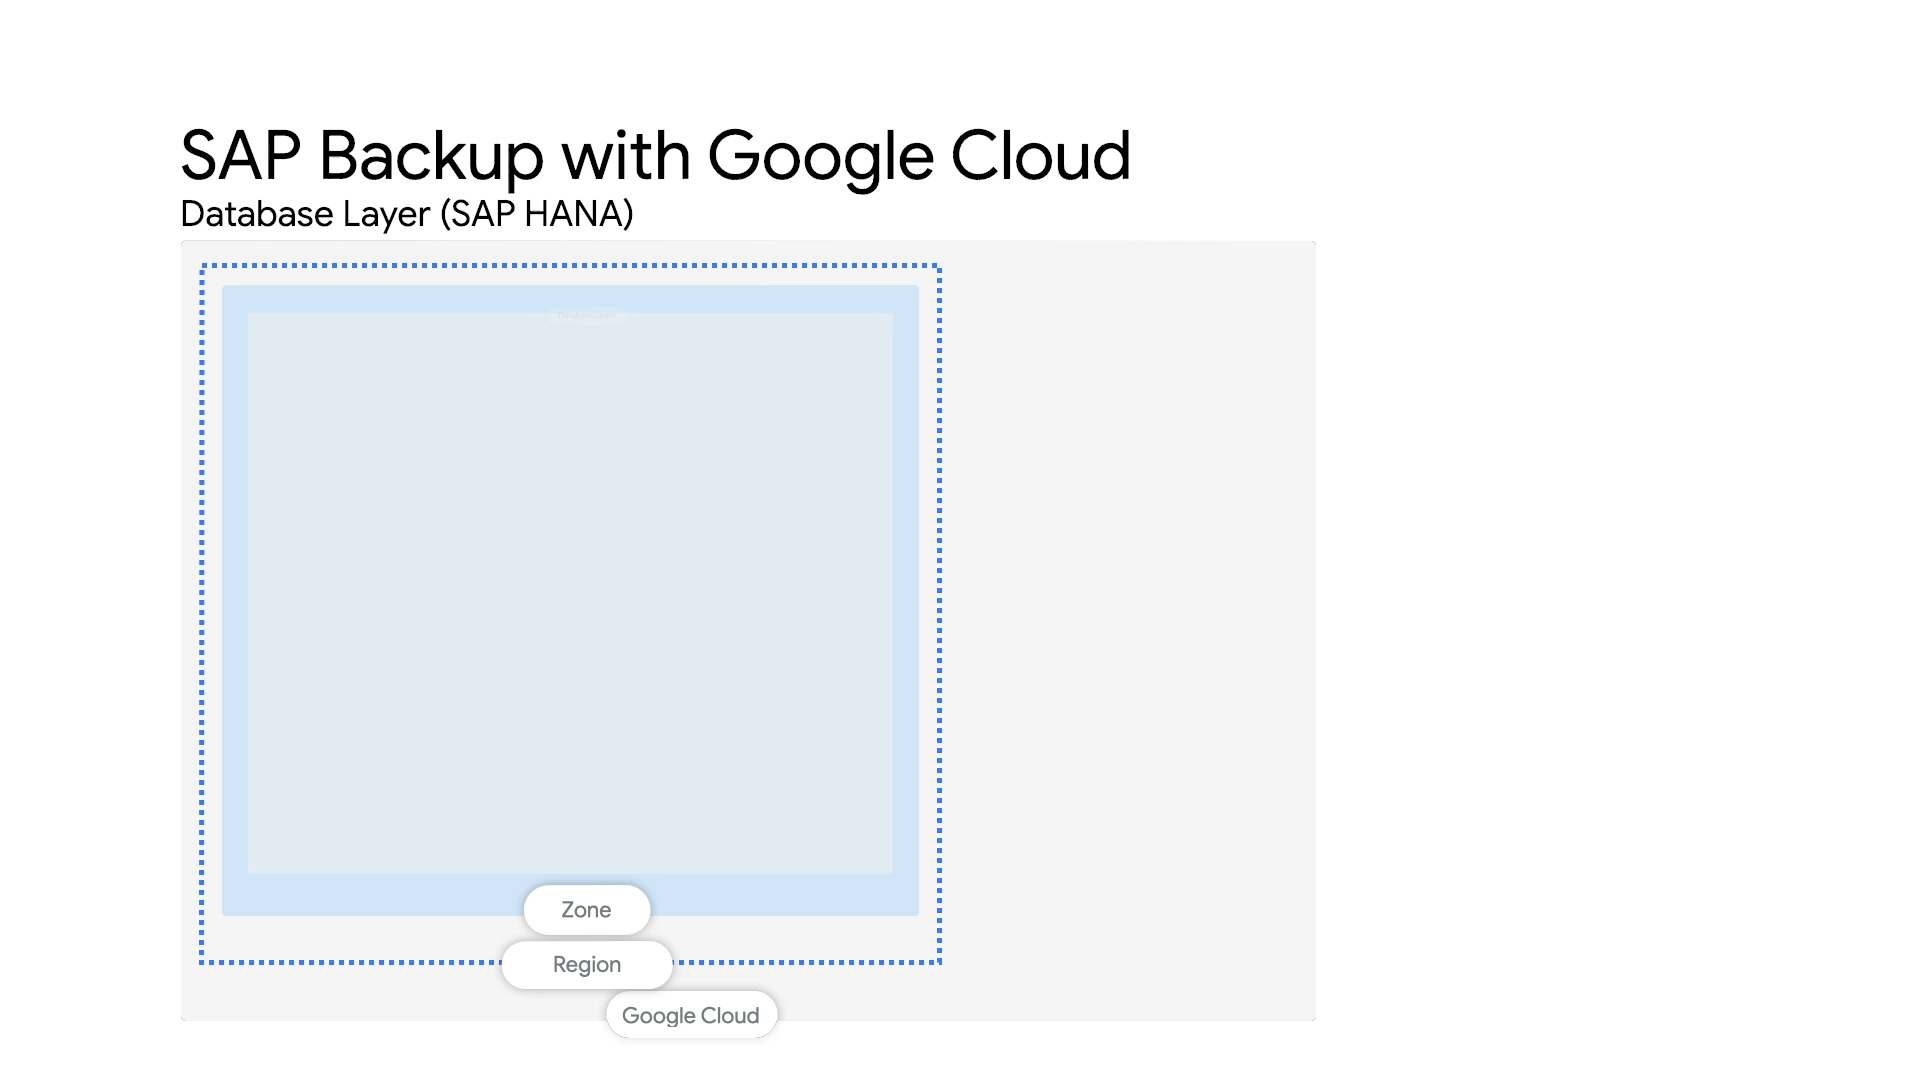 SAP Backup with Google Cloud
Database Layer (SAP HANA)
Zone
Region
Google Cloud